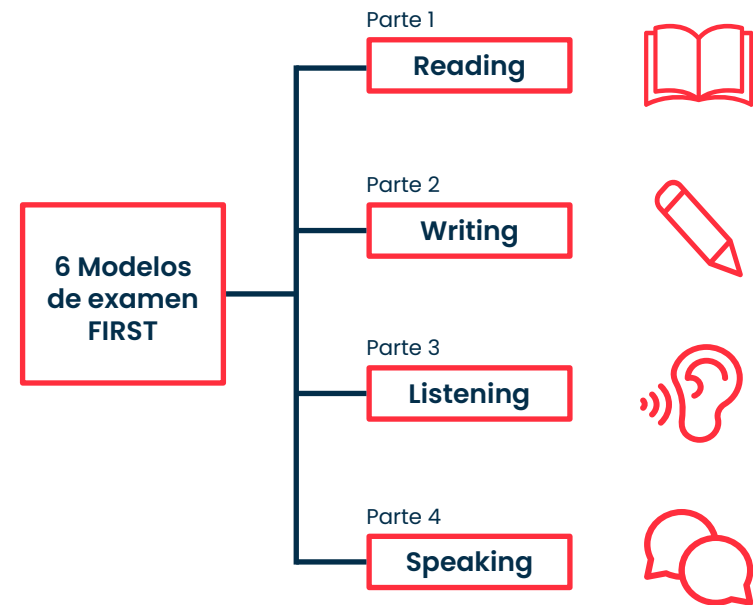 6 Modelos
de examen
FIRST
Parte 1
Reading
Parte 2
Writing
Parte 3
Listening
Parte 4
Speaking